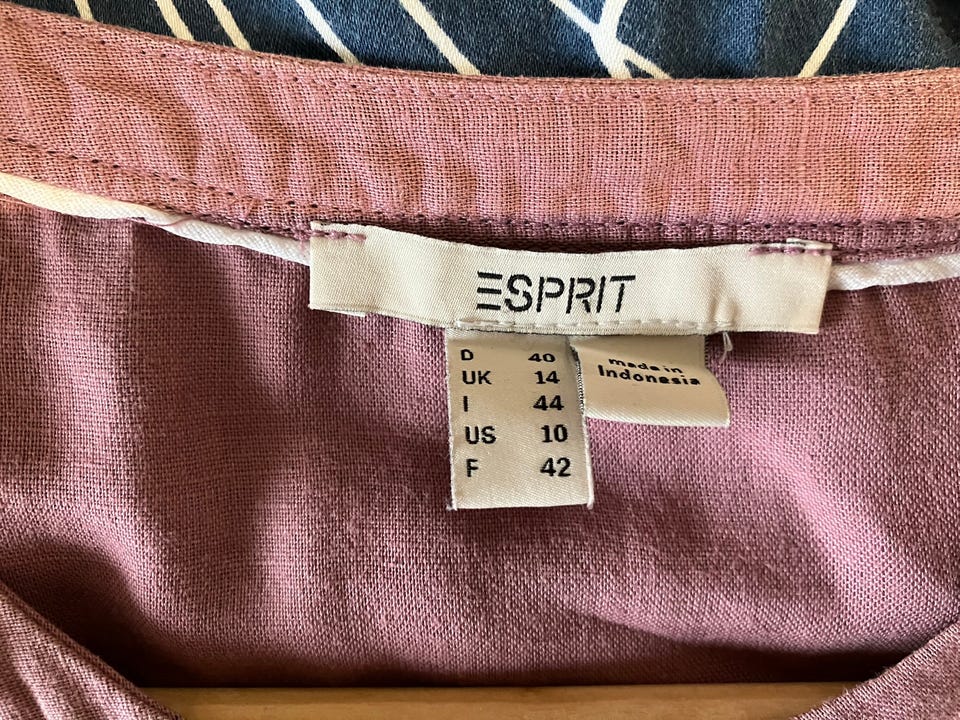 ESPRIT
D 40
UK 14
I 44
US 10
F 42
made in
Indonesia